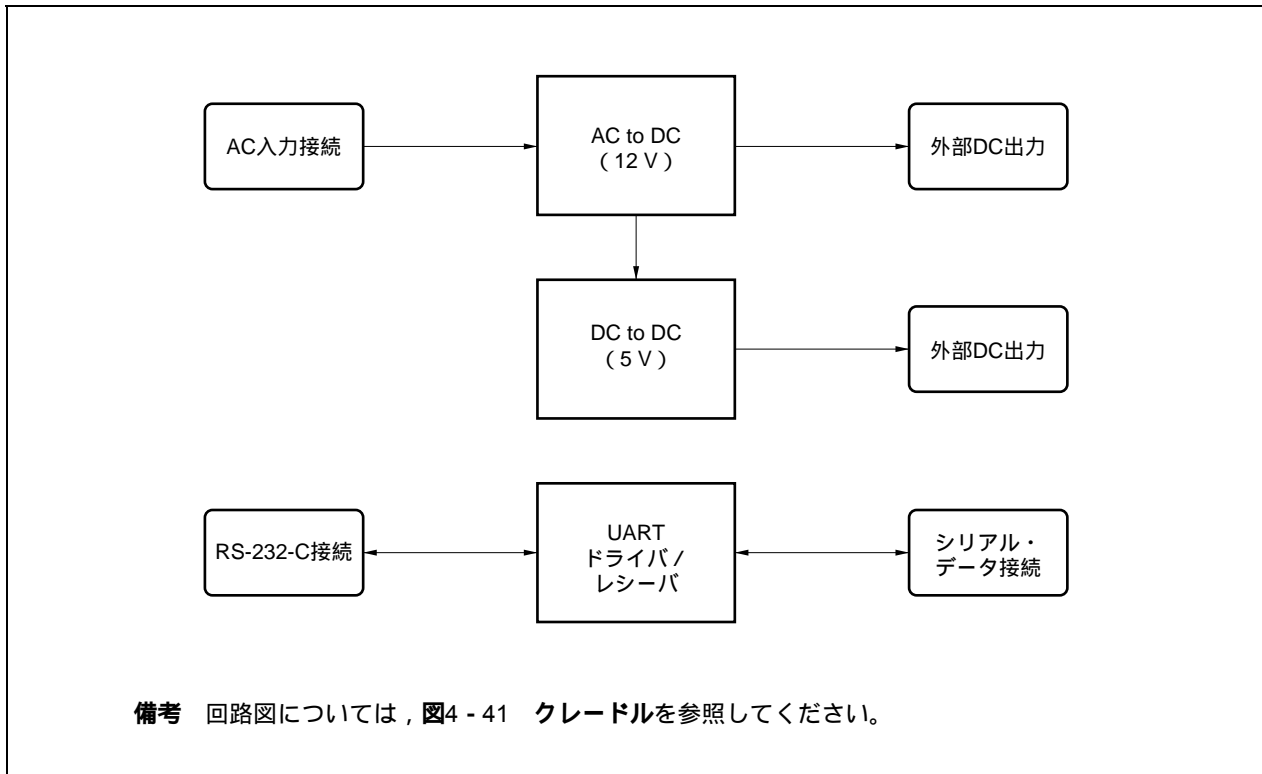 AC入力接続
AC to DC
(12 V)
外部DC出力
DC to DC
(5 V)
外部DC出力
RS-232-C接続
UART
ドライバ/
レシーバ
シリアル・
データ接続
備考 回路図については,図4-41 クレードルを参照してください。